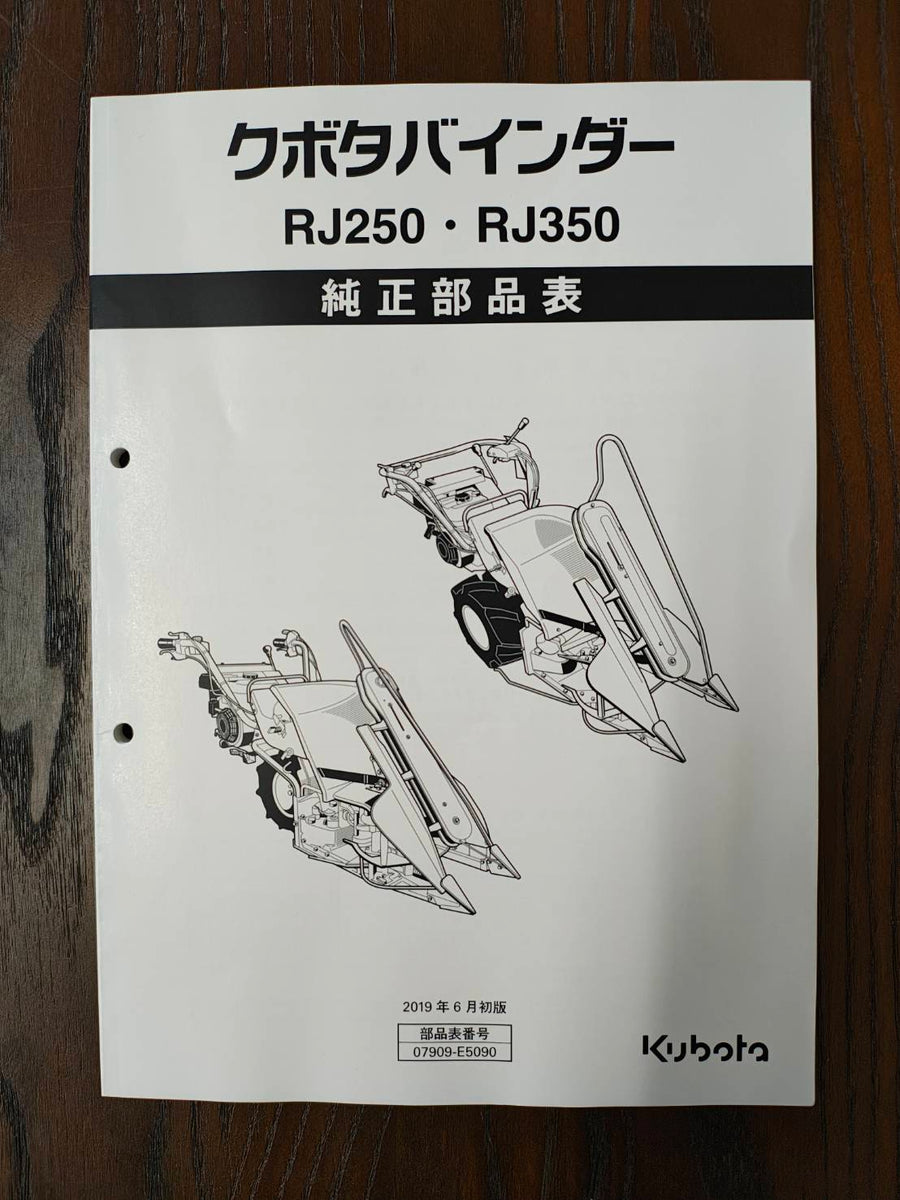 クボタバインダー
RJ250・RJ350
純正部品表
2019年6月初版
部品表番号
07909-E5090
Kubota